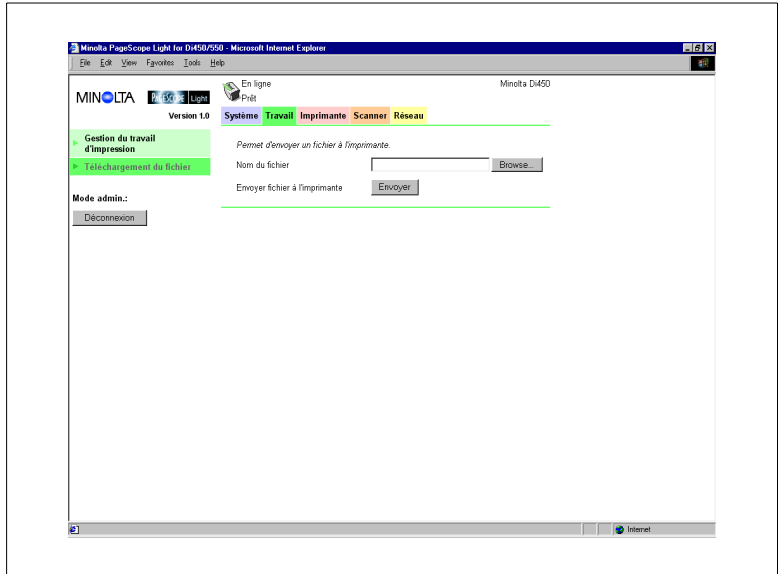 Minolta PageScope Light for Di450/550 - Microsoft Internet Explorer
File Edit View Favorites Tools Help
MINOLTA PAGESCOPE Light
Version 1.0
En ligne
Prêt
Minolta Di450
Système Travail Imprimante Scanner Réseau
Gestion du travail
d'impression
Téléchargement du fichier
Mode admin.:
Déconnexion
Permet d'envoyer un fichier à l'imprimante.
Nom du fichier Browse...
Envoyer fichier à l'imprimante Envoyer
Internet